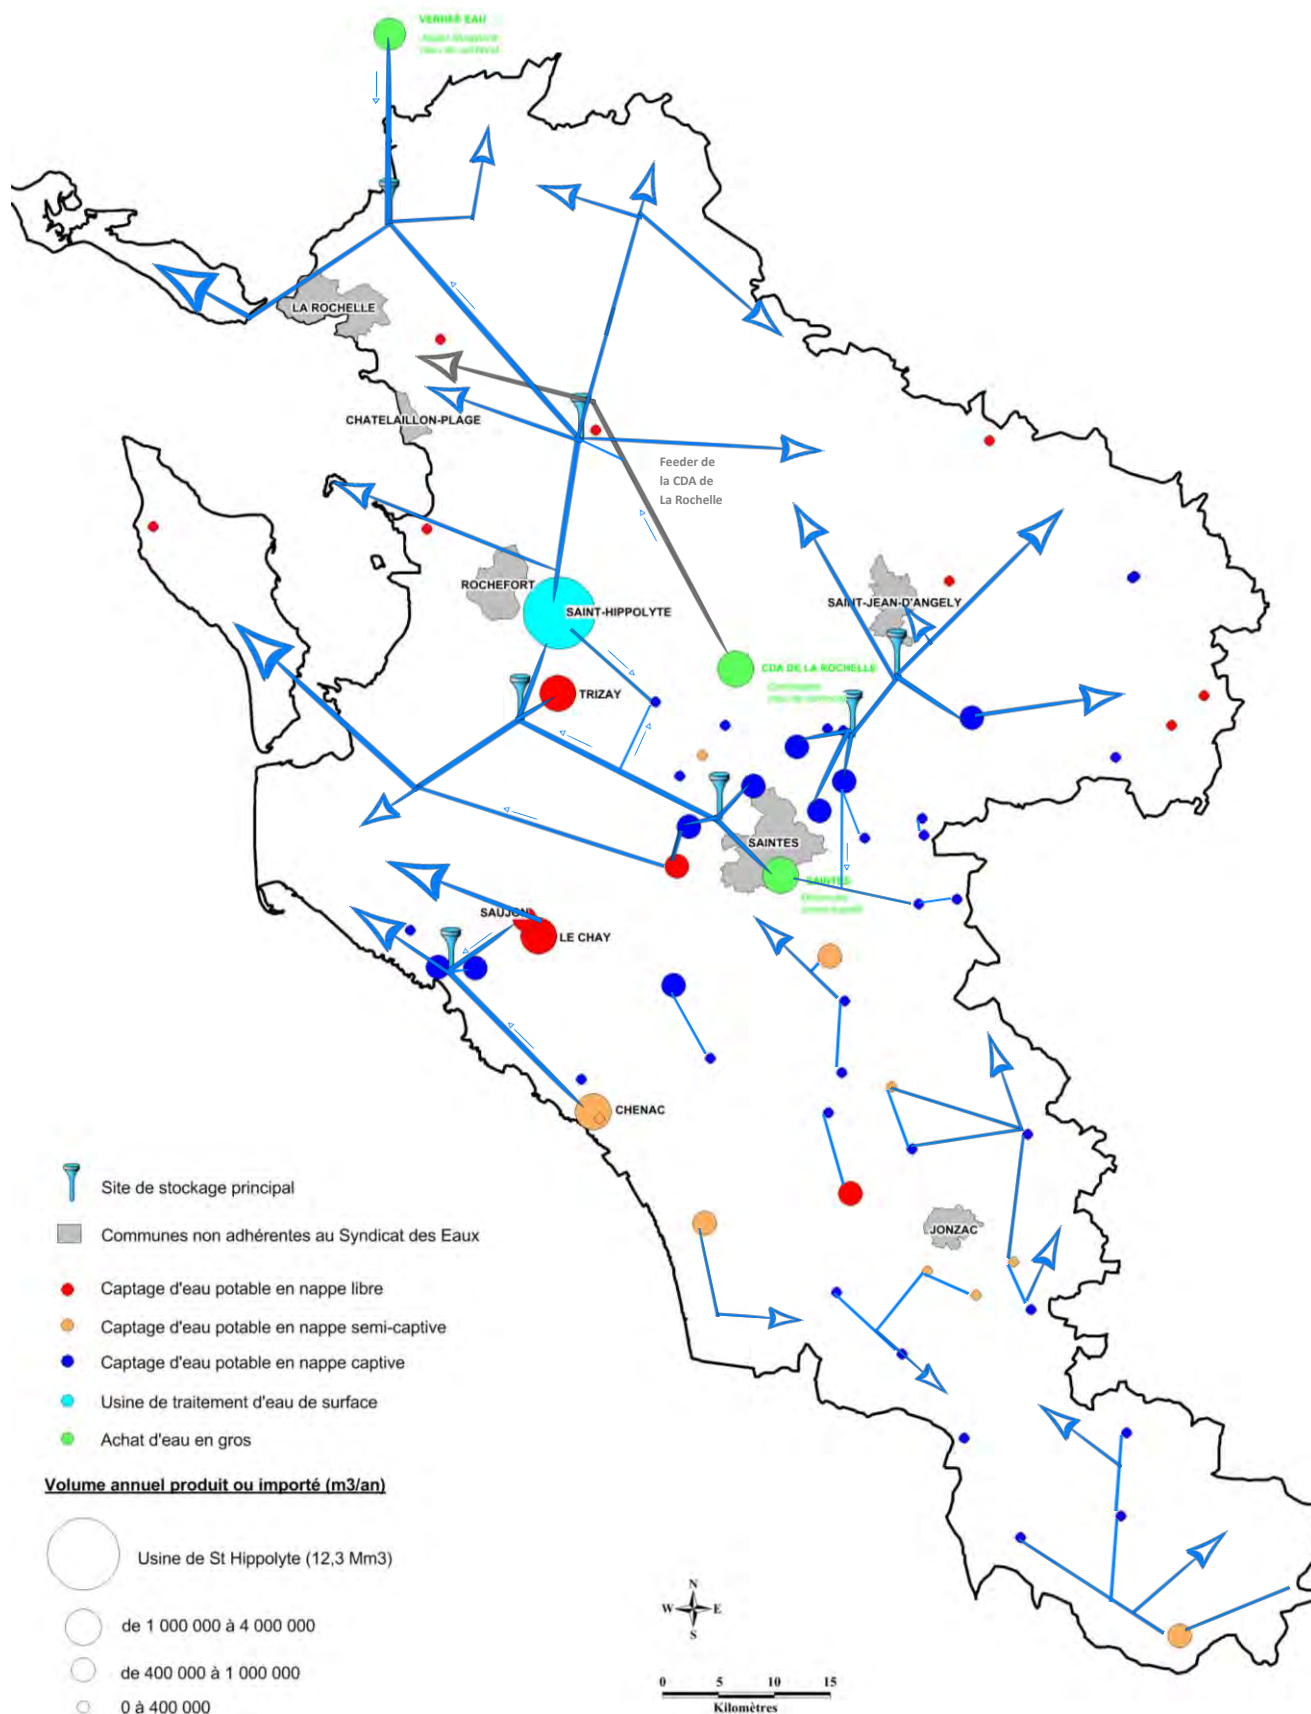 VENDEE EAU
LA ROCHELLE
CHATELAILLON-PLAGE
Feeder de
la CDA de
La Rochelle
ROCHEFORT
SAINT-HIPPOLYTE
SAINT-JEAN-D'ANGELY
CDA DE LA ROCHELLE
TRIZAY
SAINTES
SAINTES
SAUJON
LE CHAY
CHENAC
JONZAC
Site de stockage principal
Communes non adhérentes au Syndicat des Eaux
Captage d'eau potable en nappe libre
Captage d'eau potable en nappe semi-captive
Captage d'eau potable en nappe captive
Usine de traitement d'eau de surface
Achat d'eau en gros
Volume annuel produit ou importé (m3/an)
Usine de St Hippolyte (12,3 Mm3)
de 1 000 000 à 4 000 000
de 400 000 à 1 000 000
0 à 400 000
N
W E
S
0 5 10 15
Kilomètres